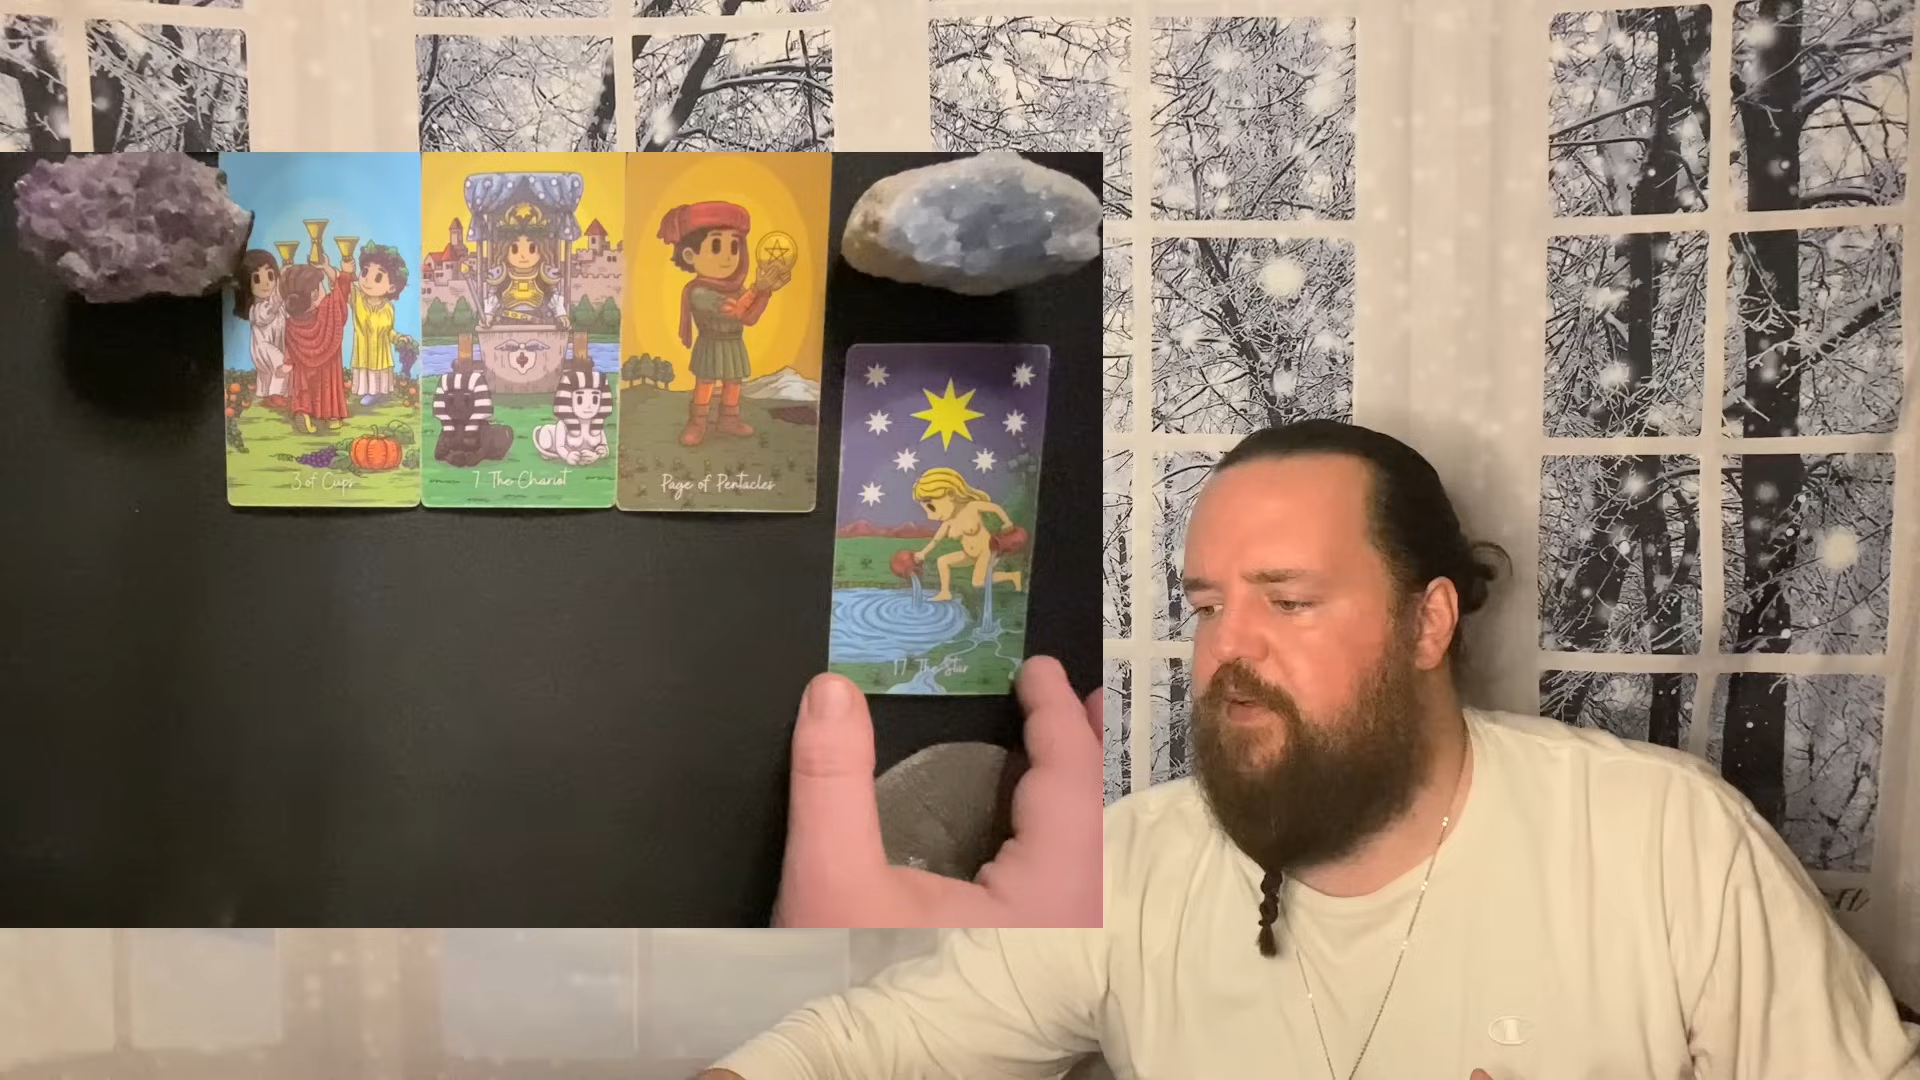 3 of Cups
7 The Chariot
Page of Pentacles
17 The Star